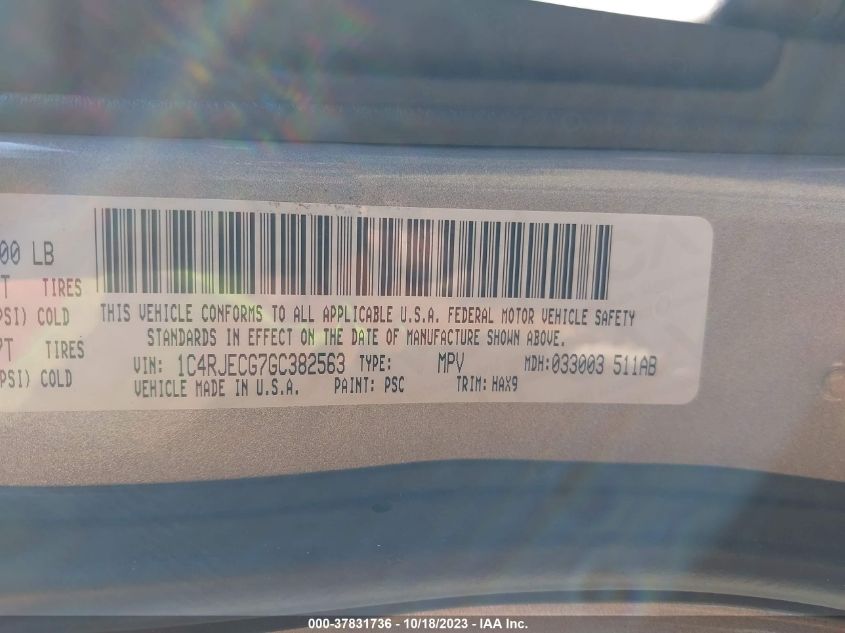 00 LB
T TIRES
PSI) COLD
PT TIRES
PSI) COLD
THIS VEHICLE CONFORMS TO ALL APPLICABLE U.S.A. FEDERAL MOTOR VEHICLE SAFETY
STANDARDS IN EFFECT ON THE DATE OF MANUFACTURE SHOWN ABOVE.
VIN: 1C4RJECG7GC382563 TYPE: MPV MDH:033003 511AB
VEHICLE MADE IN U.S.A. PAINT: PSC TRIM: HAX9
000-37831736 - 10/18/2023 - IAA Inc.